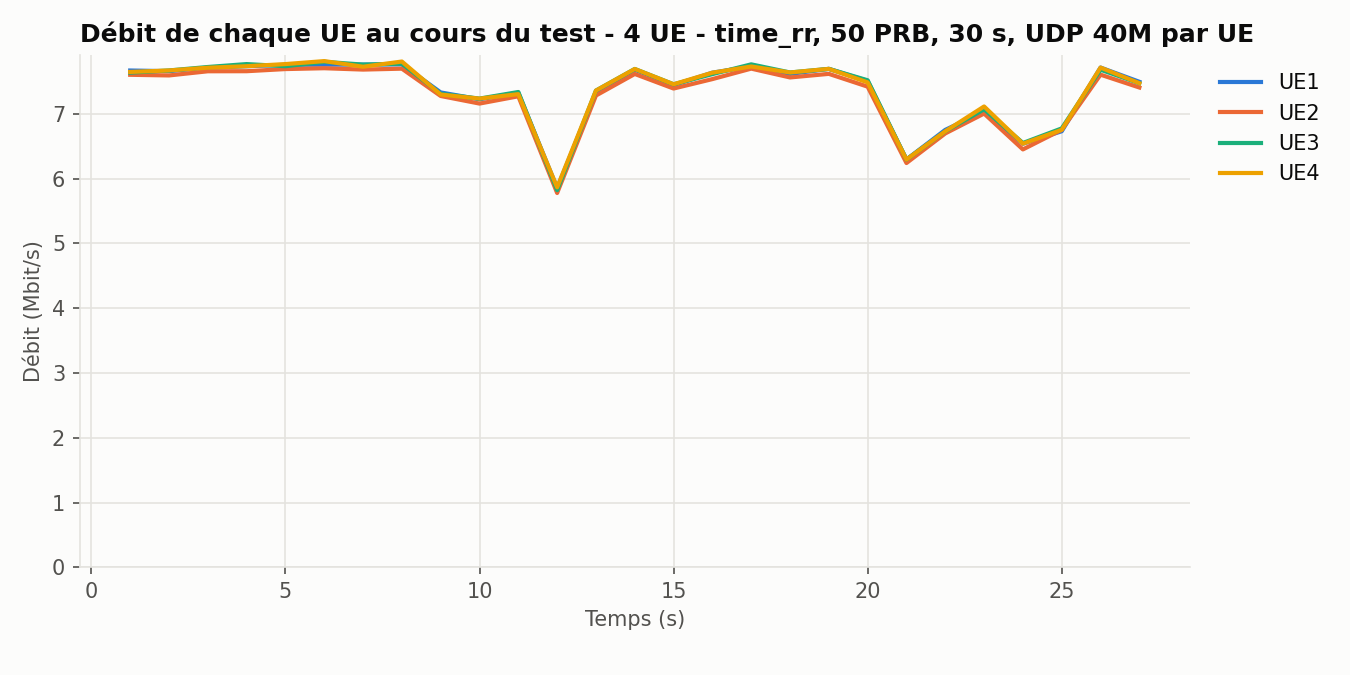 Débit de chaque UE au cours du test - 4 UE - time_rr, 50 PRB, 30 s, UDP 40M par UE
UE1
UE2
UE3
UE4
Débit (Mbit/s)
7
6
5
4
3
2
1
0
0 5 10 15 20 25
Temps (s)